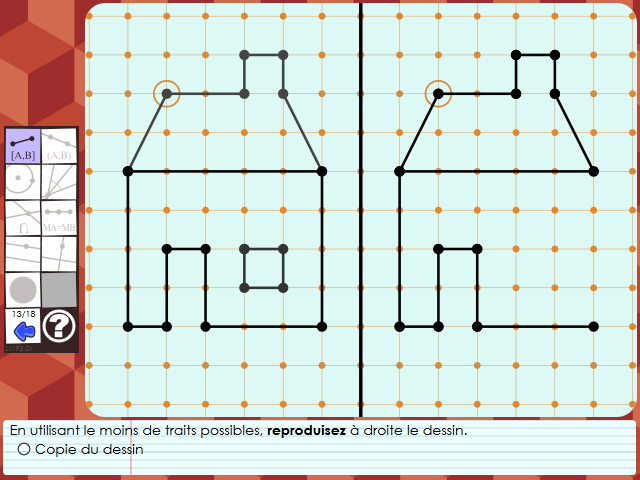 [A,B]
(A,B)
MA=MB
13/18
?
En utilisant le moins de traits possibles, reproduisez à droite le dessin.
Copie du dessin